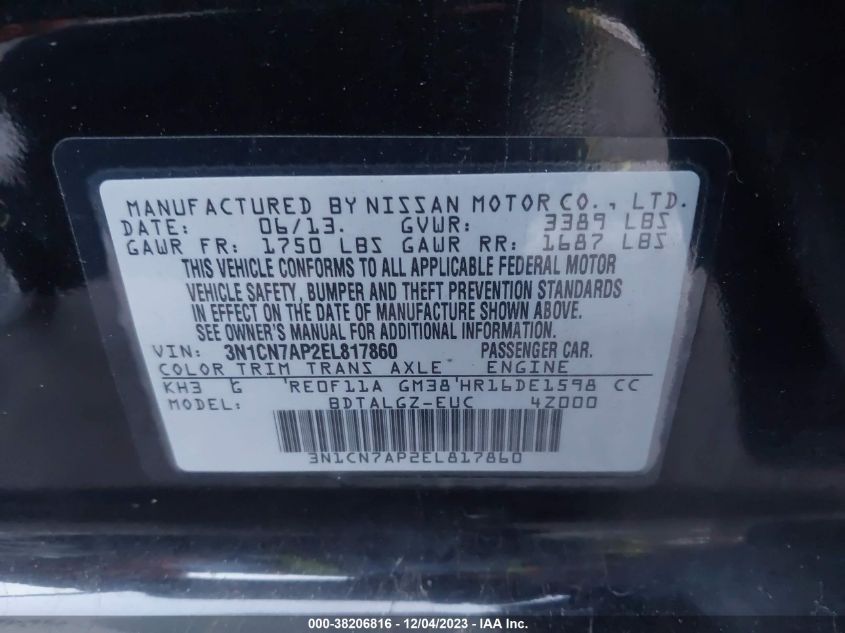 MANUFACTURED BY NISSAN MOTOR CO., LTD.
DATE: 06/13. GVWR: 3389 LBS
GAWR FR: 1750 LBS GAWR RR: 1687 LBS
THIS VEHICLE CONFORMS TO ALL APPLICABLE FEDERAL MOTOR
VEHICLE SAFETY, BUMPER AND THEFT PREVENTION STANDARDS
IN EFFECT ON THE DATE OF MANUFACTURE SHOWN ABOVE.
SEE OWNER'S MANUAL FOR ADDITIONAL INFORMATION.
VIN: 3N1CN7AP2EL817860 PASSENGER CAR.
COLOR TRIM TRANS AXLE ENGINE
KH3 G RE0F11A GM38 HR16DE1598 CC
MODEL: BDTALGZ-EUC 4Z000
3N1CN7AP2EL817860
000-38206816 - 12/04/2023 - IAA Inc.